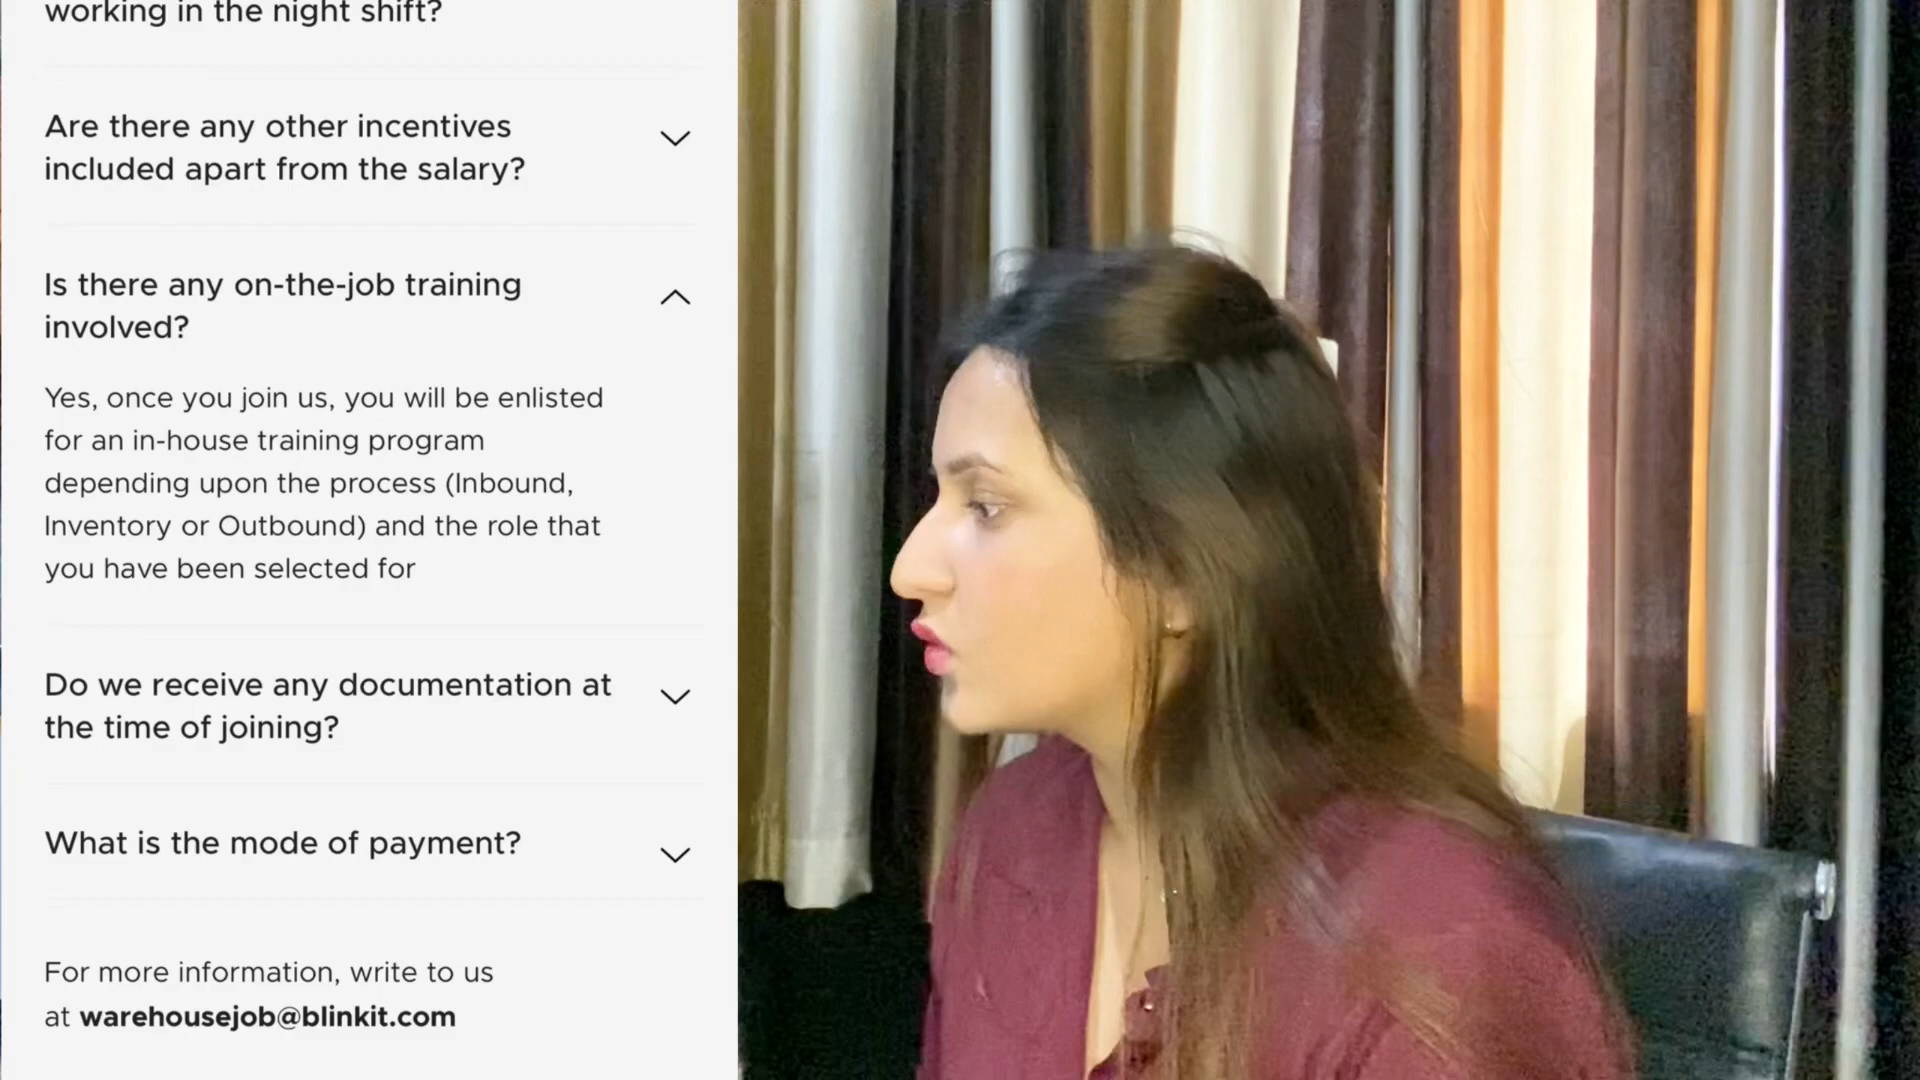 working in the night shift?
Are there any other incentives
included apart from the salary?
Is there any on-the-job training
involved?
Yes, once you join us, you will be enlisted
for an in-house training program
depending upon the process (Inbound,
Inventory or Outbound) and the role that
you have been selected for
Do we receive any documentation at
the time of joining?
What is the mode of payment?
For more information, write to us
at warehousejob@blinkit.com